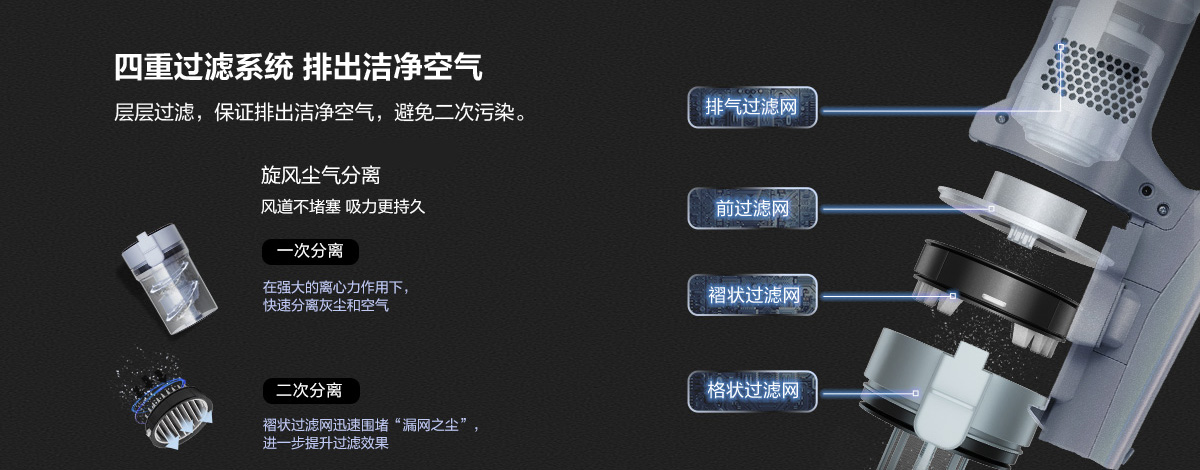 四重过滤系统 排出洁净空气
层层过滤，保证排出洁净空气，避免二次污染。
旋风尘气分离
风道不堵塞 吸力更持久
一次分离
在强大的离心力作用下，
快速分离灰尘和空气
二次分离
褶状过滤网迅速围堵“漏网之尘”，
进一步提升过滤效果
排气过滤网
前过滤网
褶状过滤网
格状过滤网